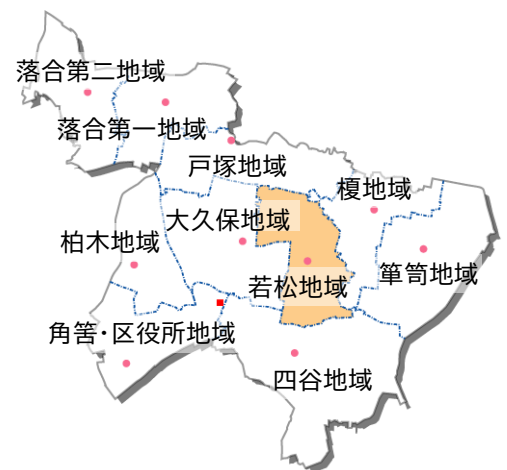 落合第二地域
落合第一地域
戸塚地域
榎地域
大久保地域
柏木地域
若松地域
箪笥地域
角筈･区役所地域
四谷地域